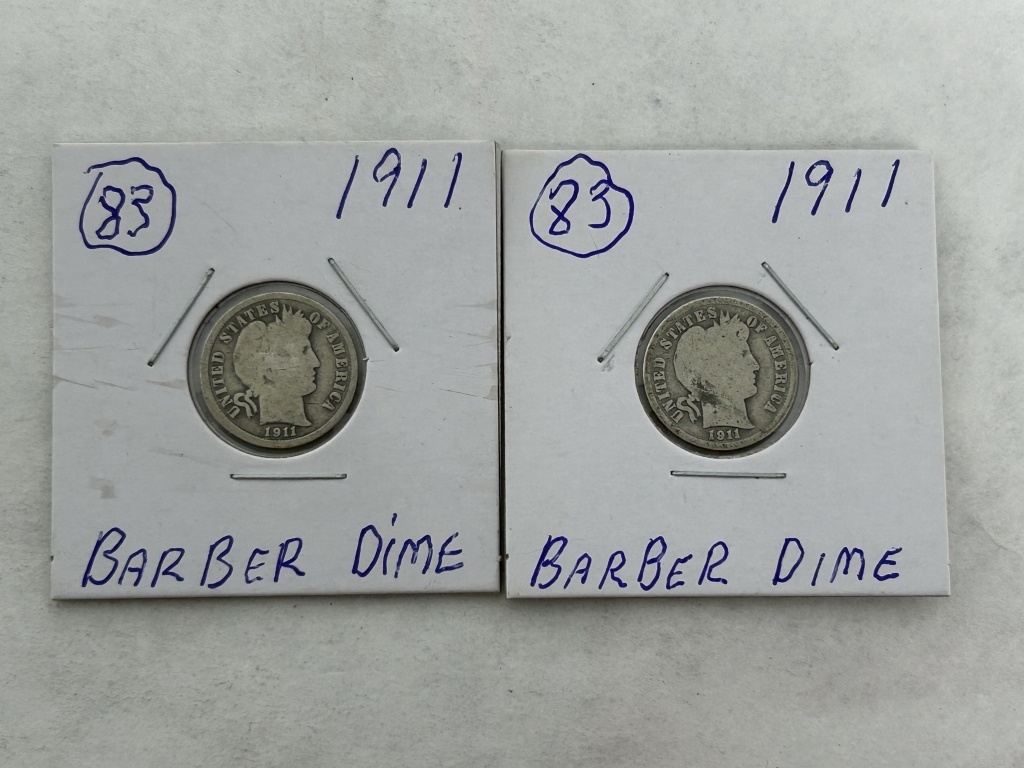 83 1911
UNITED STATES OF AMERICA
1911
BARBER DIME
83 1911
UNITED STATES OF AMERICA
1911
BARBER DIME